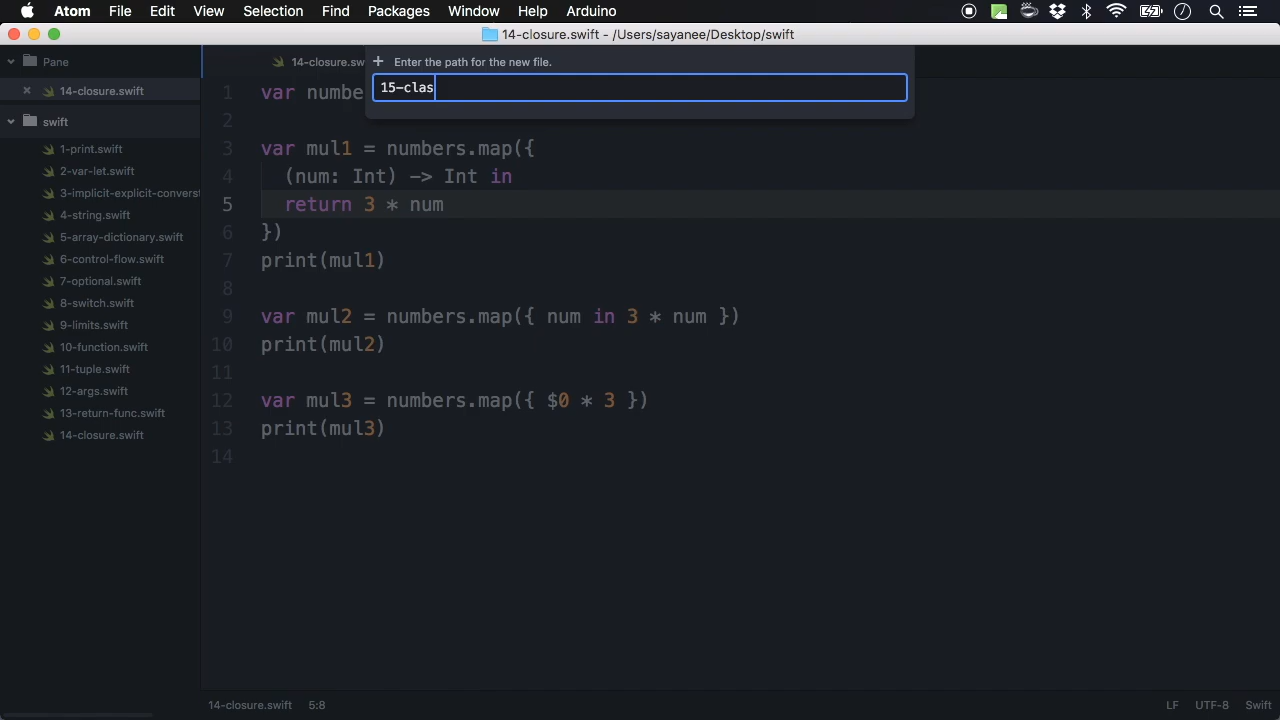 Atom File Edit View Selection Find Packages Window Help Arduino
14-closure.swift - /Users/sayanee/Desktop/swift
Pane
14-closure.swift
swift
1-print.swift
2-var-let.swift
3-implicit-explicit-converst
4-string.swift
5-array-dictionary.swift
6-control-flow.swift
7-optional.swift
8-switch.swift
9-limits.swift
10-function.swift
11-tuple.swift
12-args.swift
13-return-func.swift
14-closure.swift
14-closure.sw
+ Enter the path for the new file.
15-clas
1 var numbe
2
3 var mul1 = numbers.map({
4 (num: Int) -> Int in
5 return 3 * num
6 })
7 print(mul1)
8
9 var mul2 = numbers.map({ num in 3 * num })
10 print(mul2)
11
12 var mul3 = numbers.map({ $0 * 3 })
13 print(mul3)
14
14-closure.swift 5:8 LF UTF-8 Swift